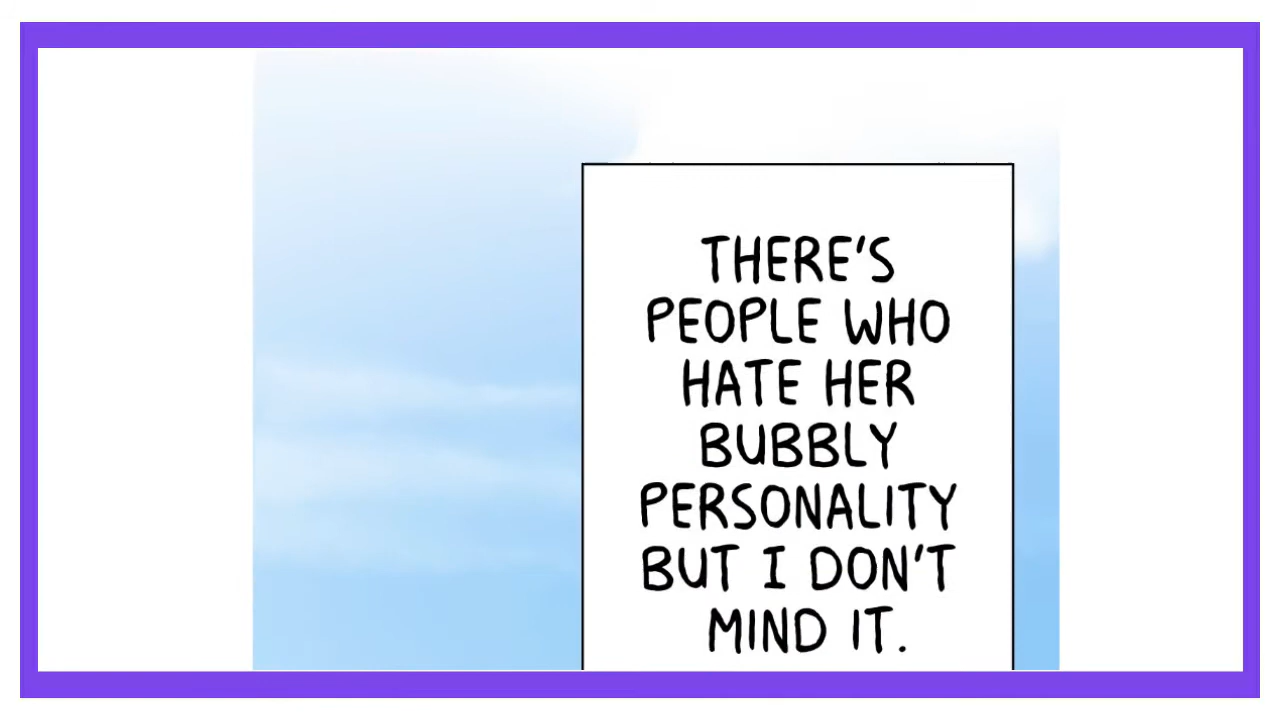 THERE'S
PEOPLE WHO
HATE HER
BUBBLY
PERSONALITY
BUT I DON'T
MIND IT.